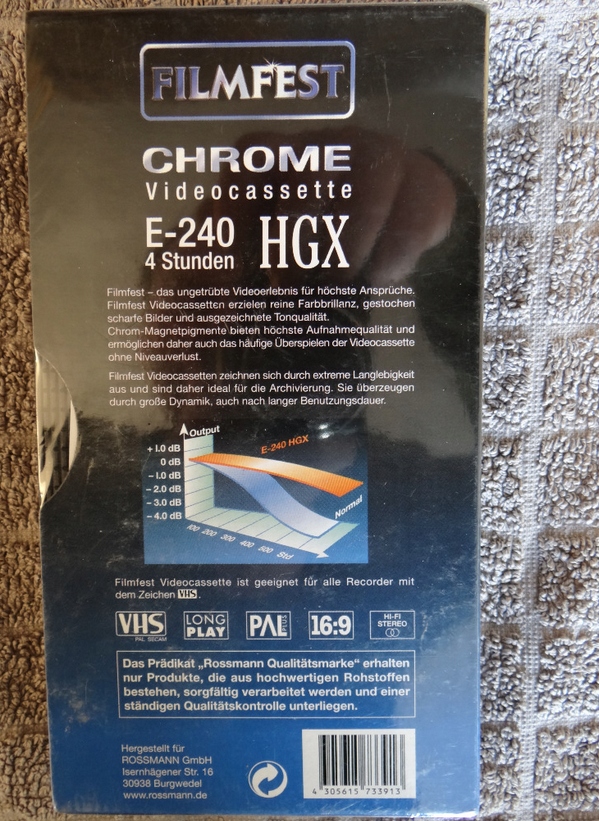 FILMFEST
CHROME
Videocassette
E-240 HGX
4 Stunden
Filmfest – das ungetrübte Videoerlebnis für höchste Ansprüche.
Filmfest Videocassetten erzielen reine Farbbrillanz, gestochen
scharfe Bilder und ausgezeichnete Tonqualität.
Chrom-Magnetpigmente bieten höchste Aufnahmequalität und
ermöglichen daher auch das häufige Überspielen der Videocassette
ohne Niveauverlust.
Filmfest Videocassetten zeichnen sich durch extreme Langlebigkeit
aus und sind daher ideal für die Archivierung. Sie überzeugen
durch große Dynamik, auch nach langer Benutzungsdauer.
Output
E-240 HGX
+ 1.0 dB
0 dB
– 1.0 dB
– 2.0 dB
– 3.0 dB
– 4.0 dB
Normal
100 200 300 400 500 Std
Filmfest Videocassette ist geeignet für alle Recorder mit
dem Zeichen VHS.
VHS PAL SECAM
LONG PLAY
PAL PLUS
16:9
HI-FI STEREO
Das Prädikat „Rossmann Qualitätsmarke“ erhalten
nur Produkte, die aus hochwertigen Rohstoffen
bestehen, sorgfältig verarbeitet werden und einer
ständigen Qualitätskontrolle unterliegen.
Hergestellt für
ROSSMANN GmbH
Isernhägener Str. 16
30938 Burgwedel
www.rossmann.de
4 305615 733913